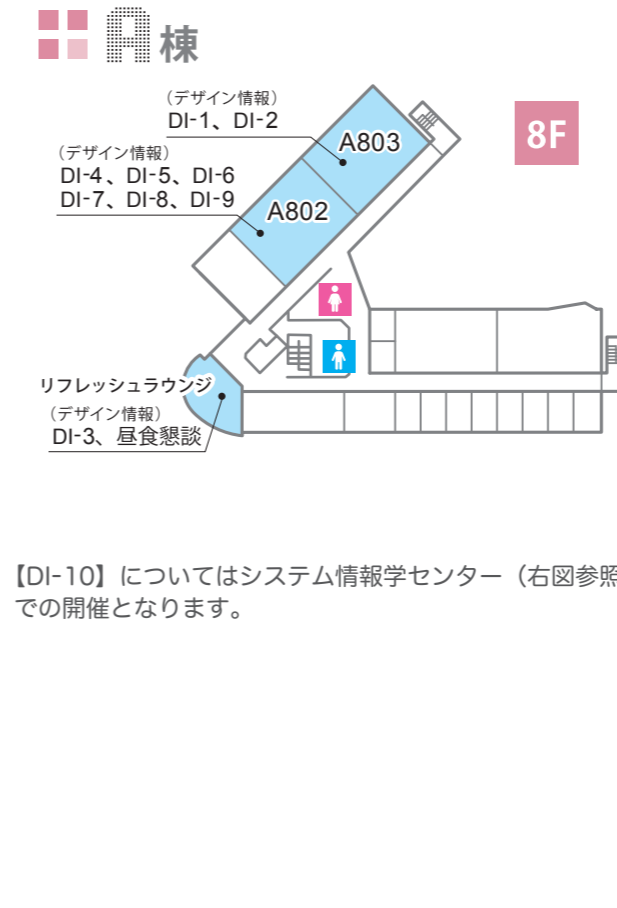 A棟
8F
（デザイン情報）
DI-1、DI-2
A803
（デザイン情報）
DI-4、DI-5、DI-6
DI-7、DI-8、DI-9
A802
リフレッシュラウンジ
（デザイン情報）
DI-3、昼食懇談
【DI-10】についてはシステム情報学センター（右図参照
での開催となります。